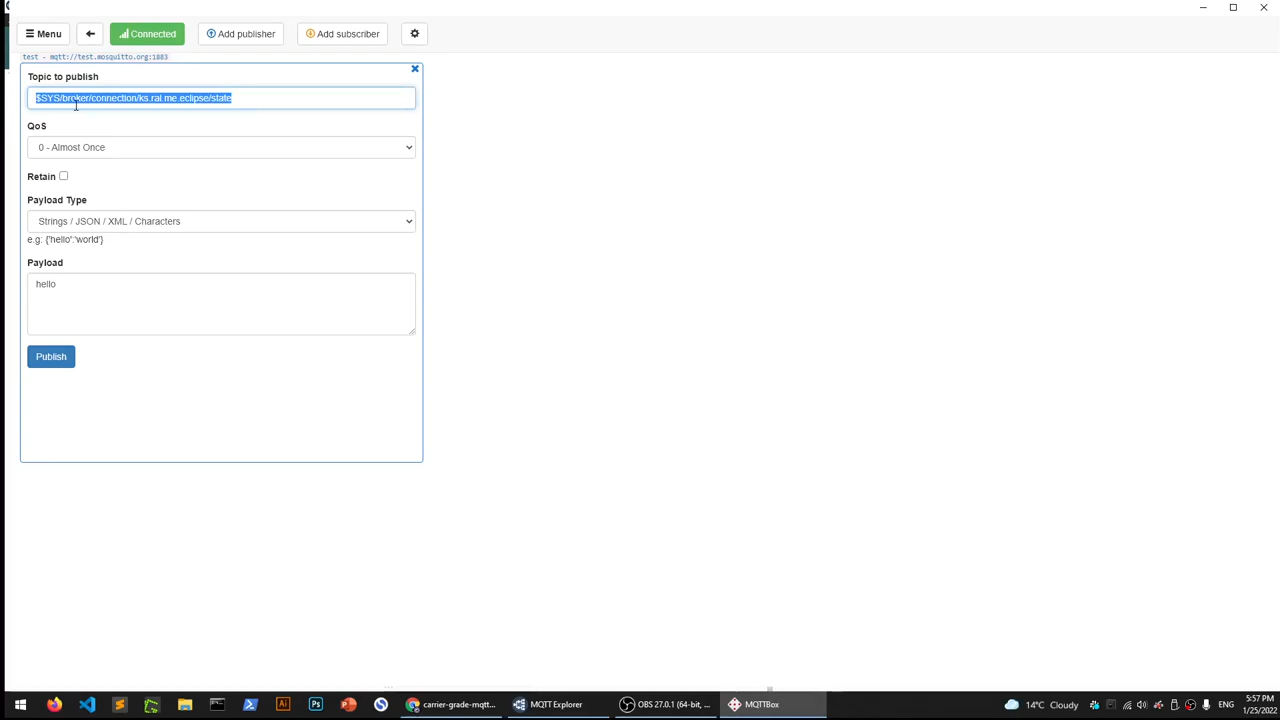 Menu
Connected
Add publisher
Add subscriber
test - mqtt://test.mosquitto.org:1883
Topic to publish
$SYS/broker/connection/ks.ral.me.eclipse/state
QoS
0 - Almost Once
Retain
Payload Type
Strings / JSON / XML / Characters
e.g: {'hello':'world'}
Payload
hello
Publish
carrier-grade-mqtt...
MQTT Explorer
OBS 27.0.1 (64-bit, ...
MQTTBox
14°C Cloudy
ENG
5:57 PM
1/25/2022